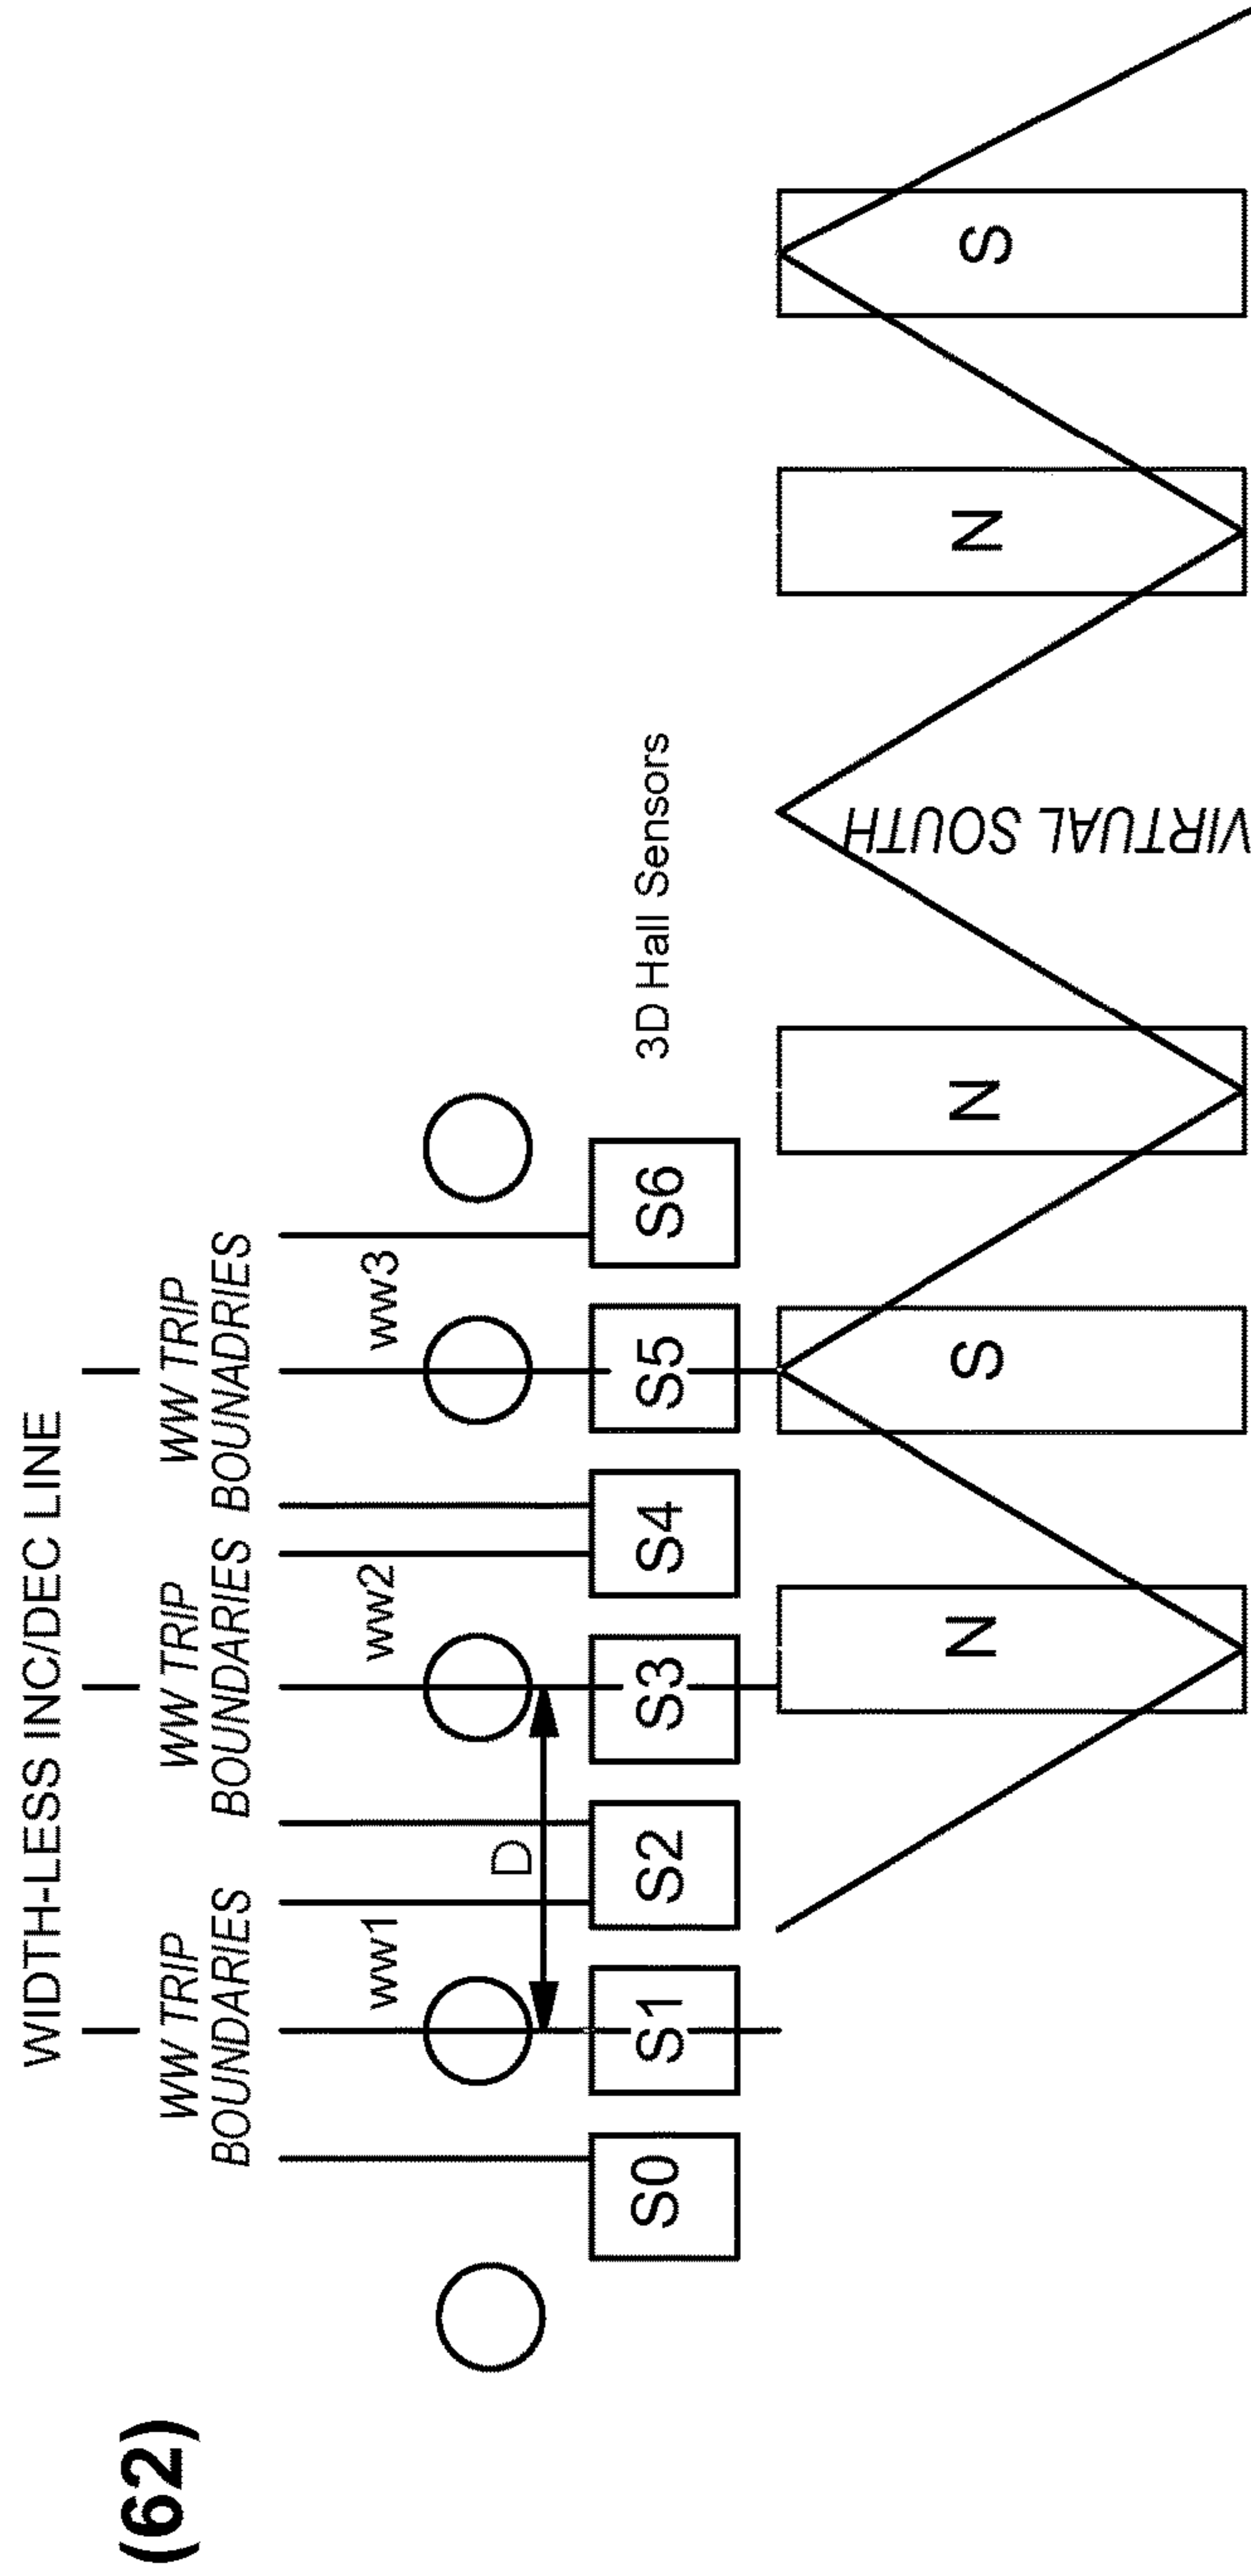 (62)
WIDTH-LESS INC/DEC LINE
WW TRIP
BOUNDARIES
WW TRIP
BOUNDARIES
WW TRIP
BOUNADRIES
ww1
ww2
ww3
D
S0
S1
S2
S3
S4
S5
S6
3D Hall Sensors
N
S
N
VIRTUAL SOUTH
N
S